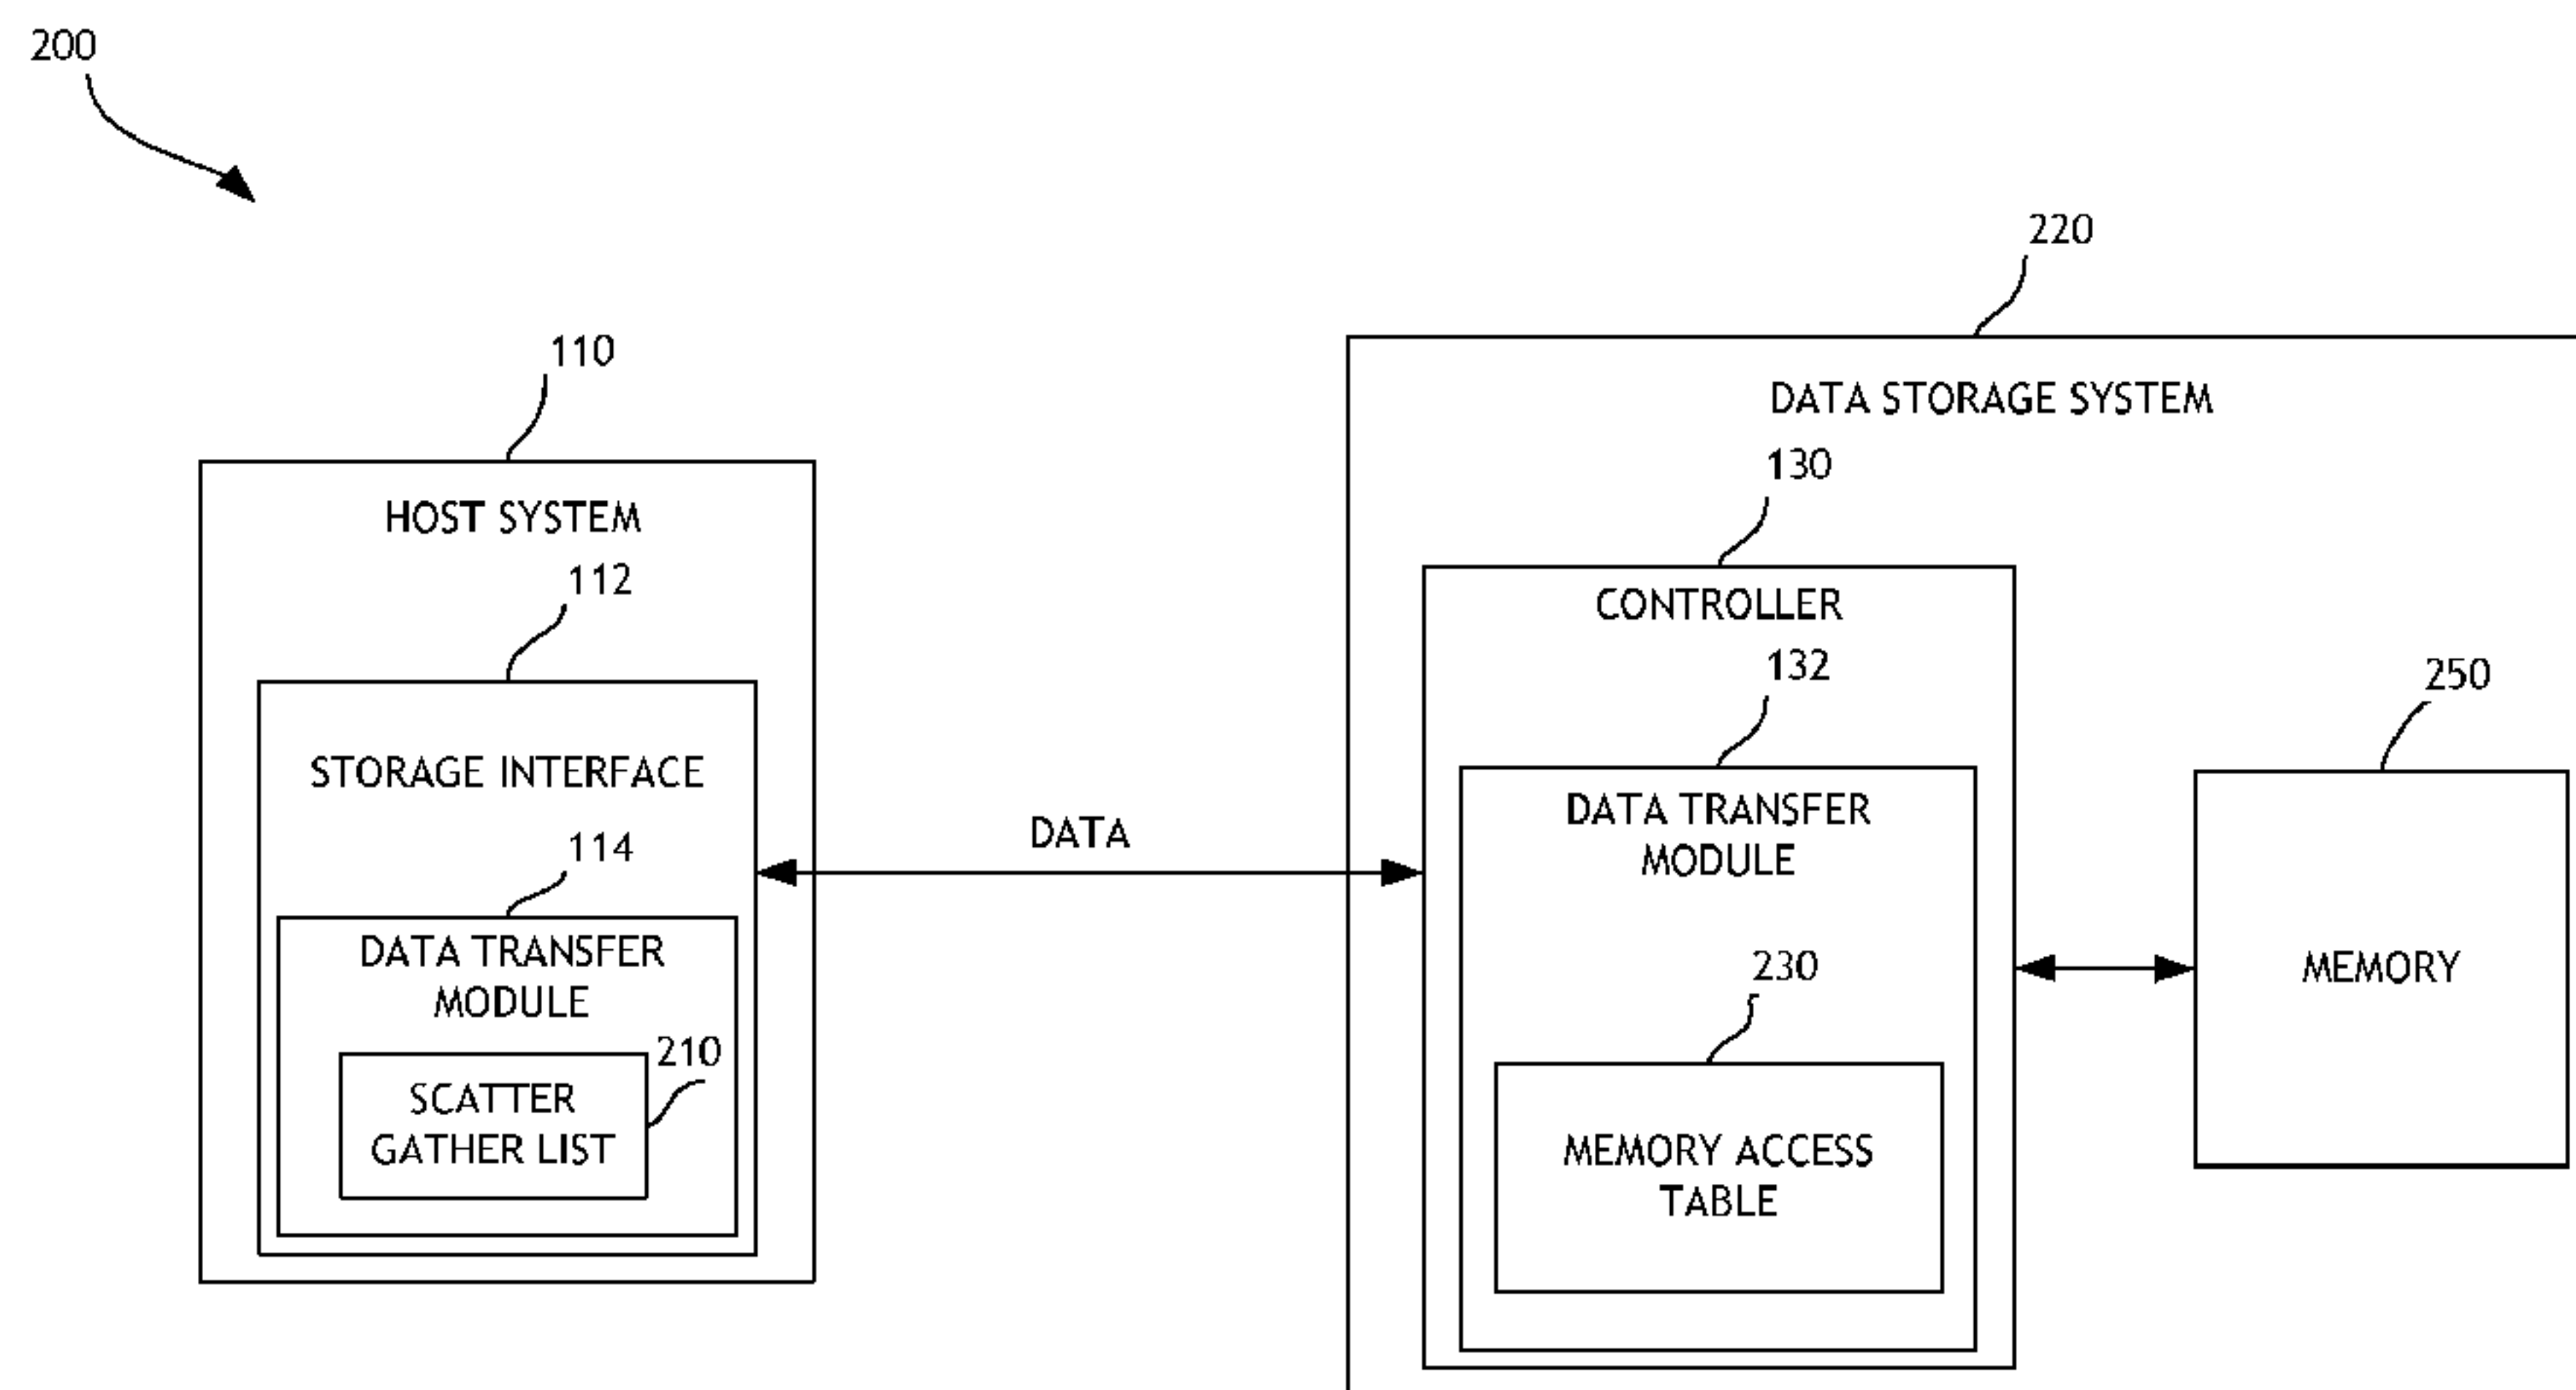 200
220
DATA STORAGE SYSTEM
110
HOST SYSTEM
112
STORAGE INTERFACE
114
DATA TRANSFER
MODULE
210
SCATTER
GATHER LIST
DATA
130
CONTROLLER
132
DATA TRANSFER
MODULE
230
MEMORY ACCESS
TABLE
250
MEMORY